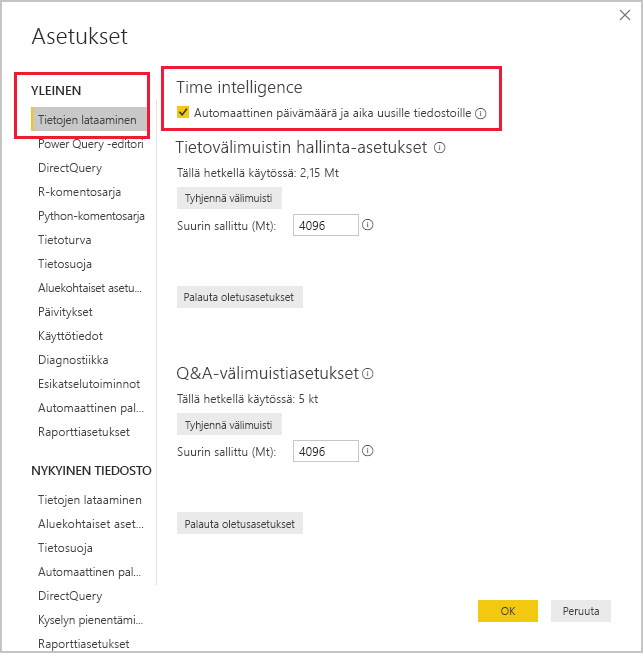 Asetukset
YLEINEN
Tietojen lataaminen
Power Query -editori
DirectQuery
R-komentosarja
Python-komentosarja
Tietoturva
Tietosuoja
Aluekohtaiset asetu...
Päivitykset
Käyttötiedot
Diagnostiikka
Esikatselutoiminnot
Automaattinen pal...
Raporttiasetukset
NYKYINEN TIEDOSTO
Tietojen lataaminen
Aluekohtaiset aset...
Tietosuoja
Automaattinen pal...
DirectQuery
Kyselyn pienentämi...
Raporttiasetukset
Time intelligence
Automaattinen päivämäärä ja aika uusille tiedostoille
Tietovälimuistin hallinta-asetukset
Tällä hetkellä käytössä: 2,15 Mt
Tyhjennä välimuisti
Suurin sallittu (Mt): 4096
Palauta oletusasetukset
Q&A-välimuistiasetukset
Tällä hetkellä käytössä: 5 kt
Tyhjennä välimuisti
Suurin sallittu (Mt): 4096
Palauta oletusasetukset
OK Peruuta